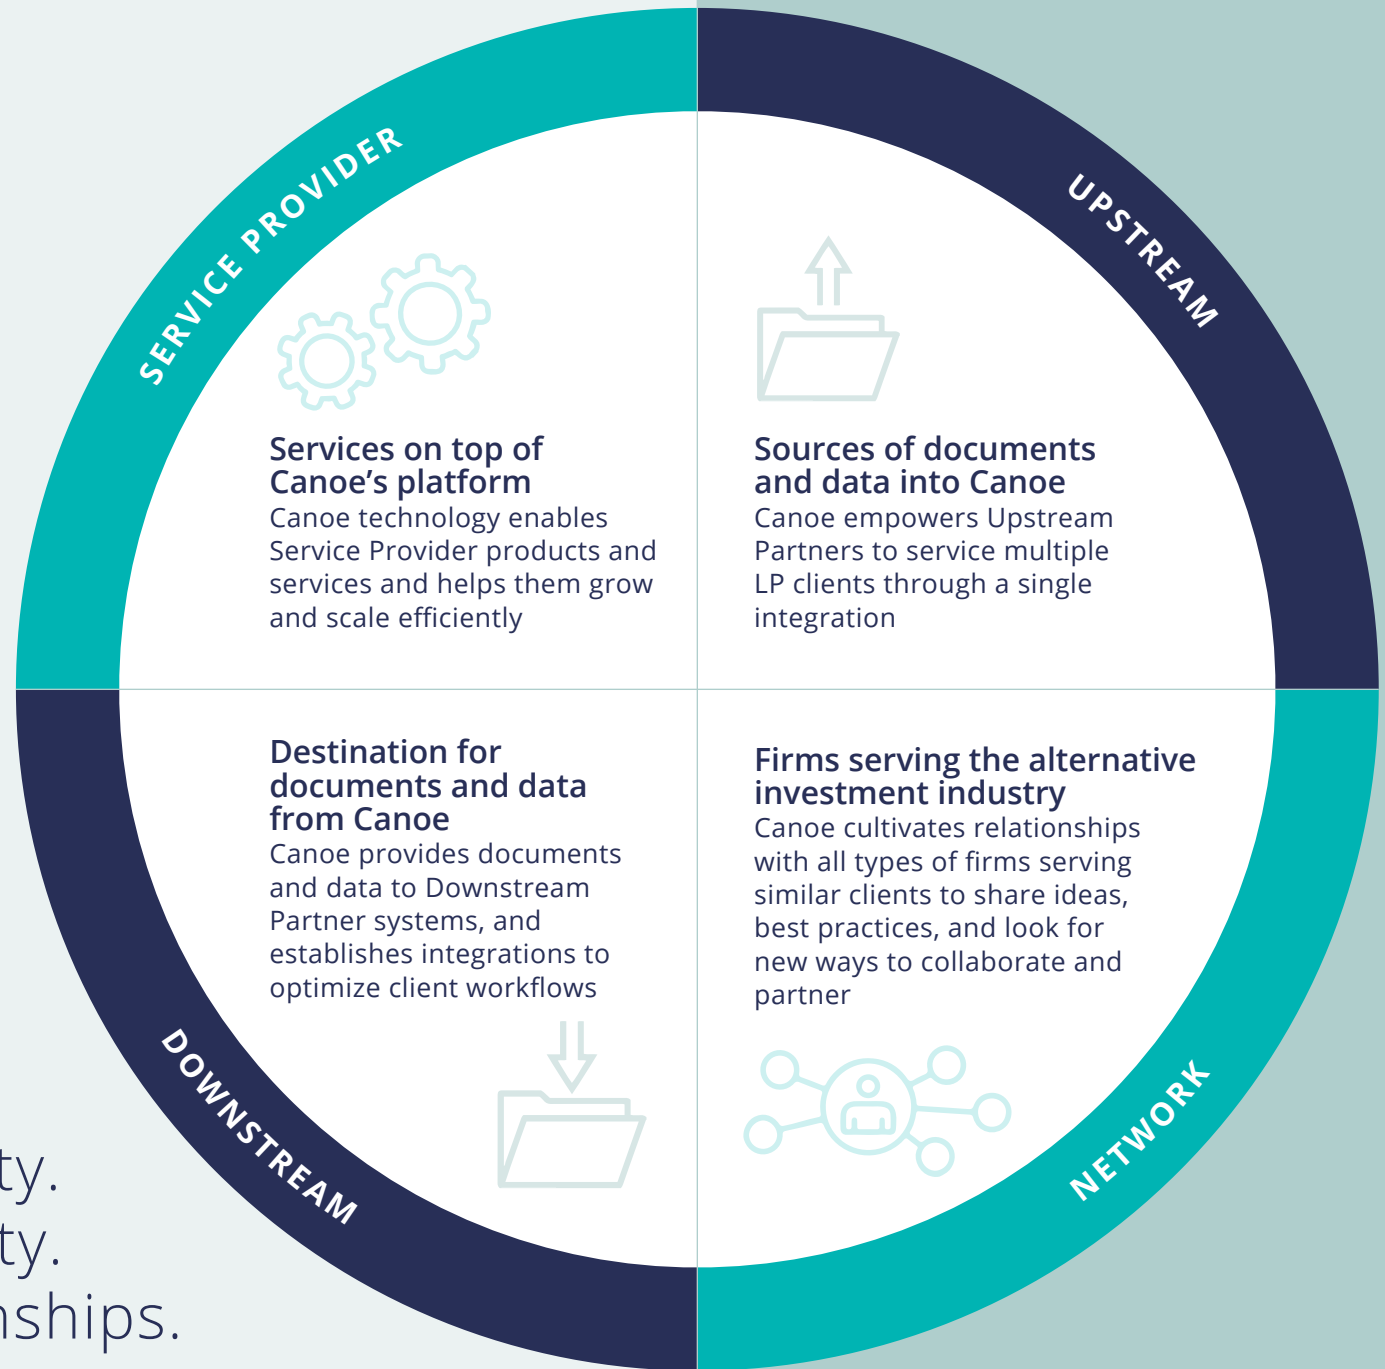 SERVICE PROVIDER
Services on top of
Canoe’s platform
Canoe technology enables
Service Provider products and
services and helps them grow
and scale efficiently
UPSTREAM
Sources of documents
and data into Canoe
Canoe empowers Upstream
Partners to service multiple
LP clients through a single
integration
DOWNSTREAM
Destination for
documents and data
from Canoe
Canoe provides documents
and data to Downstream
Partner systems, and
establishes integrations to
optimize client workflows
NETWORK
Firms serving the alternative
investment industry
Canoe cultivates relationships
with all types of firms serving
similar clients to share ideas,
best practices, and look for
new ways to collaborate and
partner
ty.
ty.
nships.